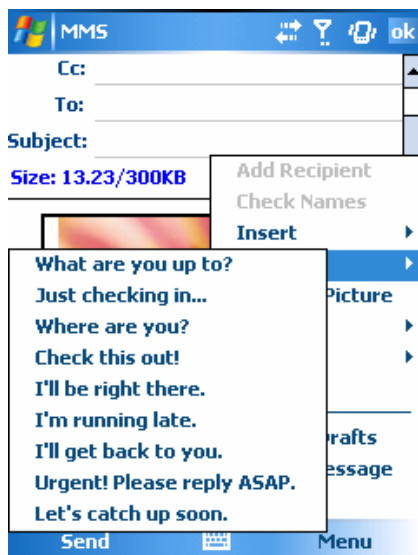 MMS ok
Cc:
To:
Subject:
Size: 13.23/300KB
Add Recipient
Check Names
Insert
What are you up to?
Just checking in...
Picture
Where are you?
Check this out!
I'll be right there.
I'm running late.
I'll get back to you.
rafts
Urgent! Please reply ASAP.
essage
Let's catch up soon.
Send Menu